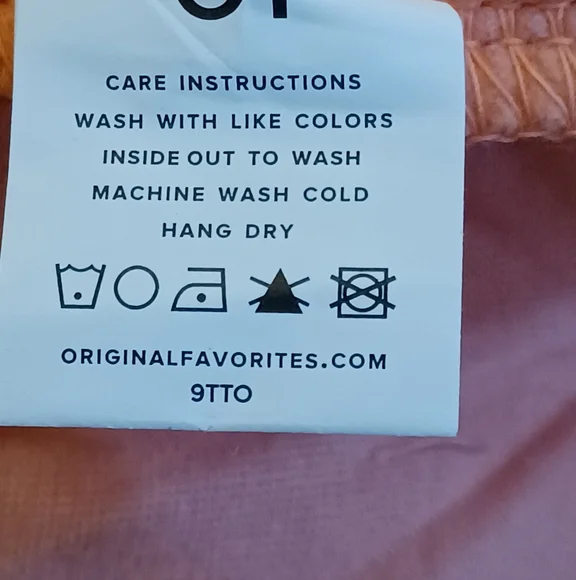 CARE INSTRUCTIONS
WASH WITH LIKE COLORS
INSIDE OUT TO WASH
MACHINE WASH COLD
HANG DRY
ORIGINALFAVORITES.COM
9TTO